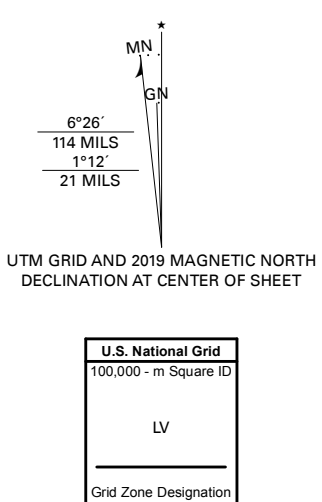 ★
MN
GN
6°26´
114 MILS
1°12´
21 MILS
UTM GRID AND 2019 MAGNETIC NORTH
DECLINATION AT CENTER OF SHEET
U.S. National Grid
100,000 - m Square ID
LV
Grid Zone Designation